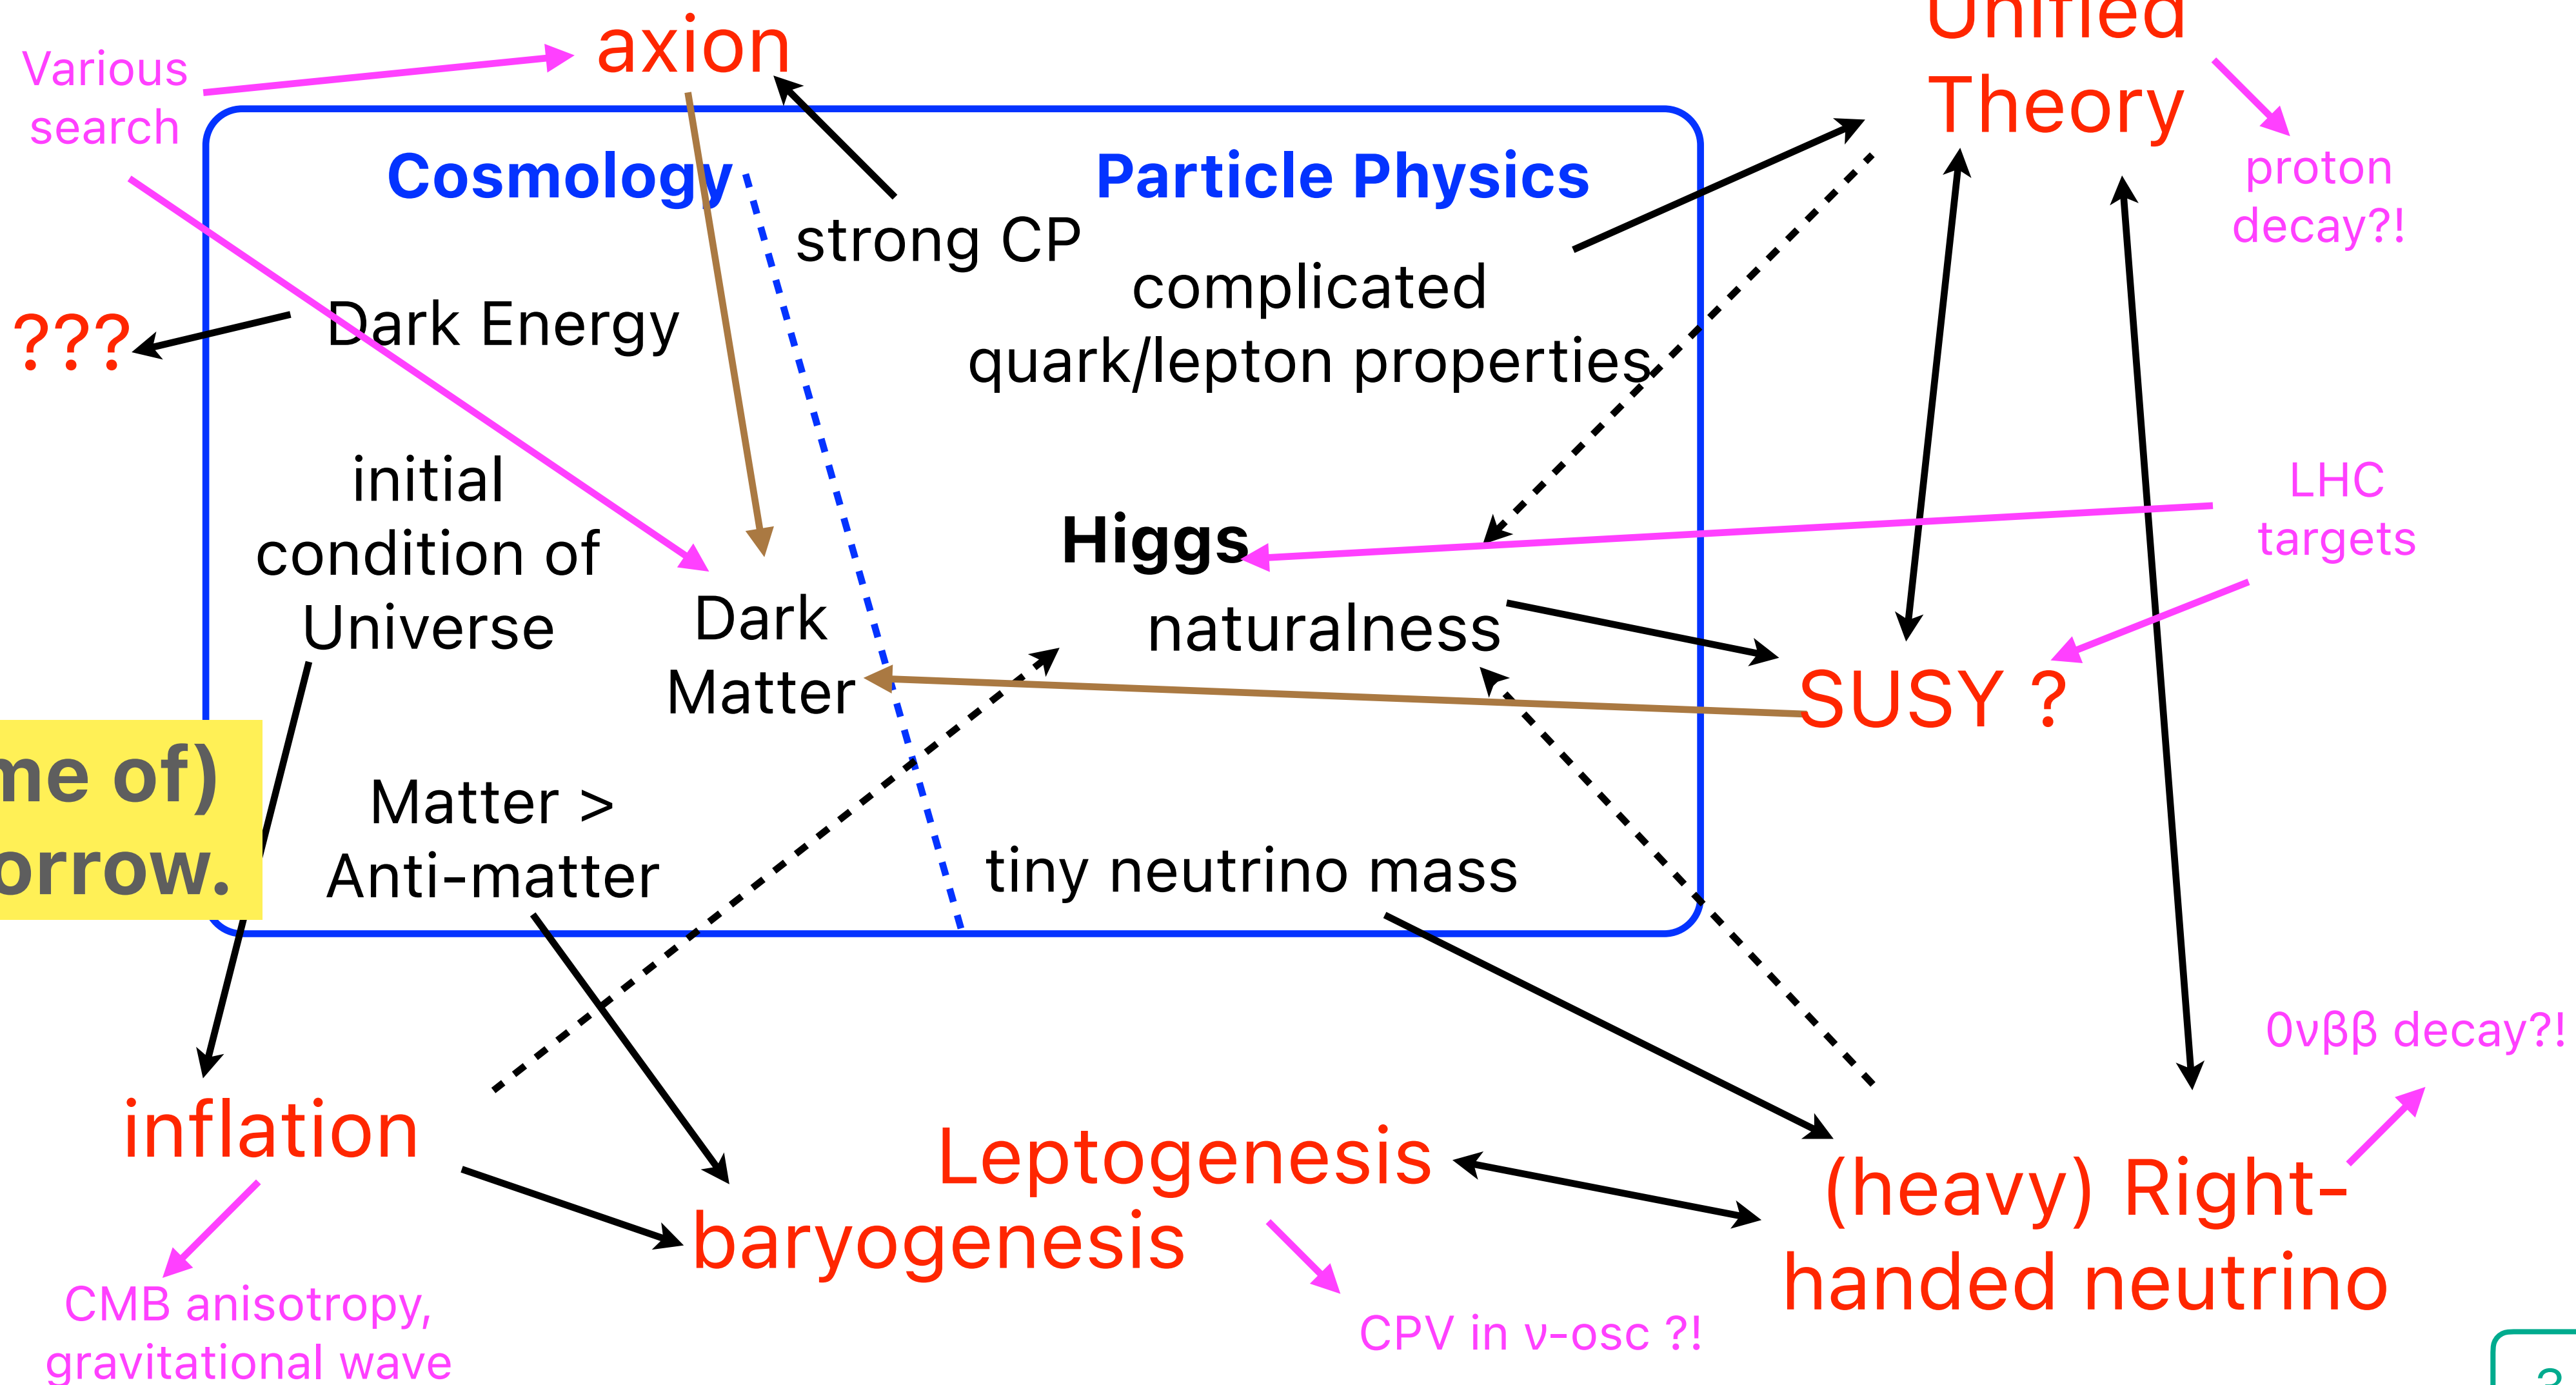 axion
Unified
Theory
Various
search
Cosmology
Particle Physics
proton
decay?!
strong CP
complicated
quark/lepton properties
Dark Energy
???
initial
condition of
Universe
LHC
targets
Higgs
naturalness
Dark
Matter
SUSY ?
me of)
orrow.
Matter >
Anti-matter
tiny neutrino mass
0νββ decay?!
inflation
Leptogenesis
baryogenesis
(heavy) Right-
handed neutrino
CMB anisotropy,
gravitational wave
CPV in ν-osc ?!